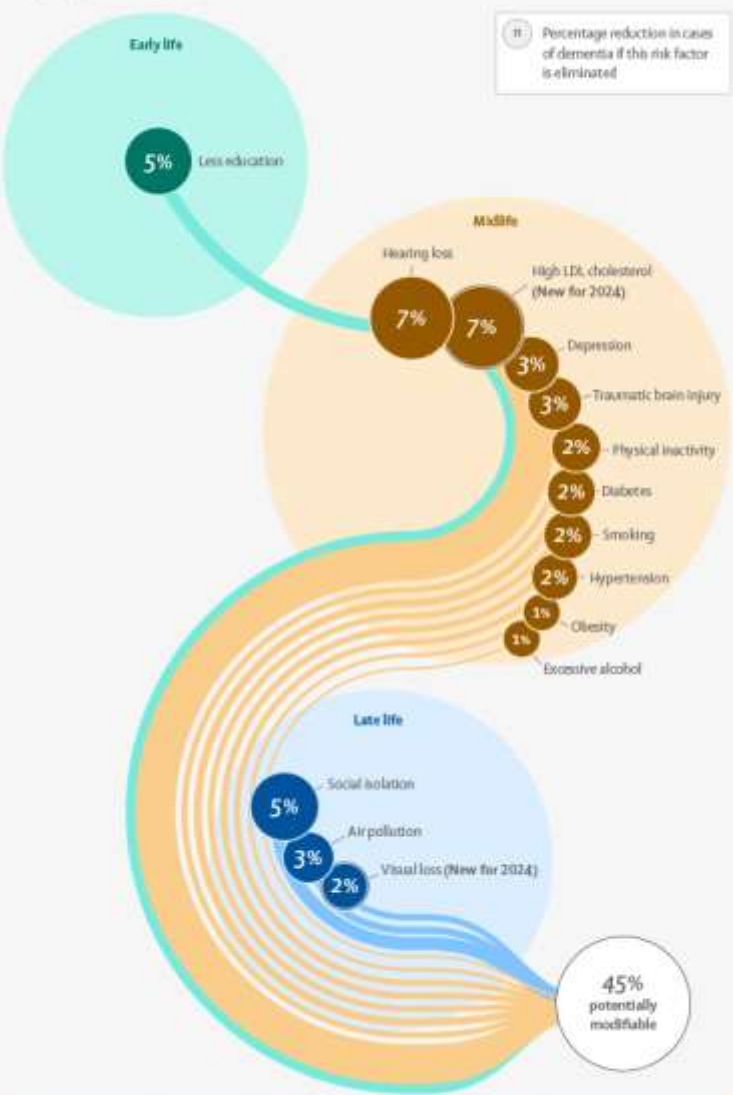 Early life
11
Percentage reduction in cases
of dementia if this risk factor
is eliminated
5%
Less education
Midlife
Hearing loss
High LDL cholesterol
(New for 2024)
7%
7%
Depression
3%
Traumatic brain injury
3%
Physical inactivity
2%
Diabetes
2%
Smoking
2%
Hypertension
2%
Obesity
1%
Excessive alcohol
1%
Late life
Social isolation
5%
Air pollution
3%
Visual loss (New for 2024)
2%
45%
potentially
modifiable